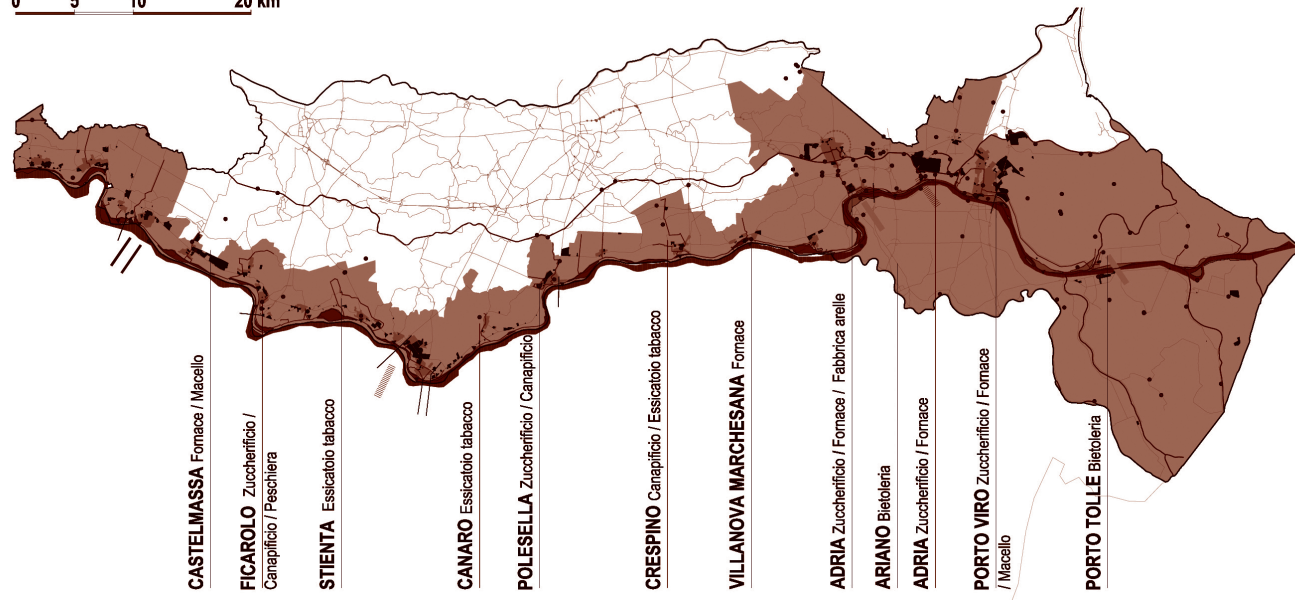 0 5 10 20 km
CASTELMASSA Fornace / Macello
FICAROLO Zuccherificio /
Canapificio / Peschiera
STIENTA Essicatoio tabacco
CANARO Essicatoio tabacco
POLESELLA Zuccherificio / Canapificio
CRESPINO Canapificio / Essicatoio tabacco
VILLANOVA MARCHESANA Fornace
ADRIA Zuccherificio / Fornace / Fabbrica arelle
ARIANO Bietoleria
ADRIA Zuccherificio / Fornace
PORTO VIRO Zuccherificio / Fornace
/ Macello
PORTO TOLLE Bietoleria